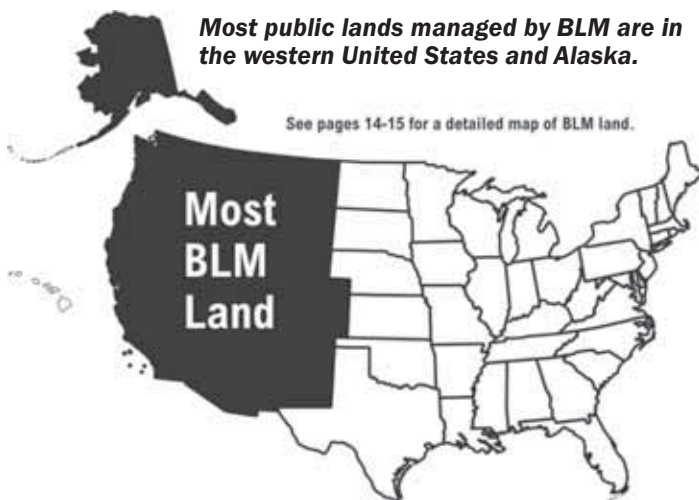 Most public lands managed by BLM are in
the western United States and Alaska.
See pages 14-15 for a detailed map of BLM land.
Most
BLM
Land